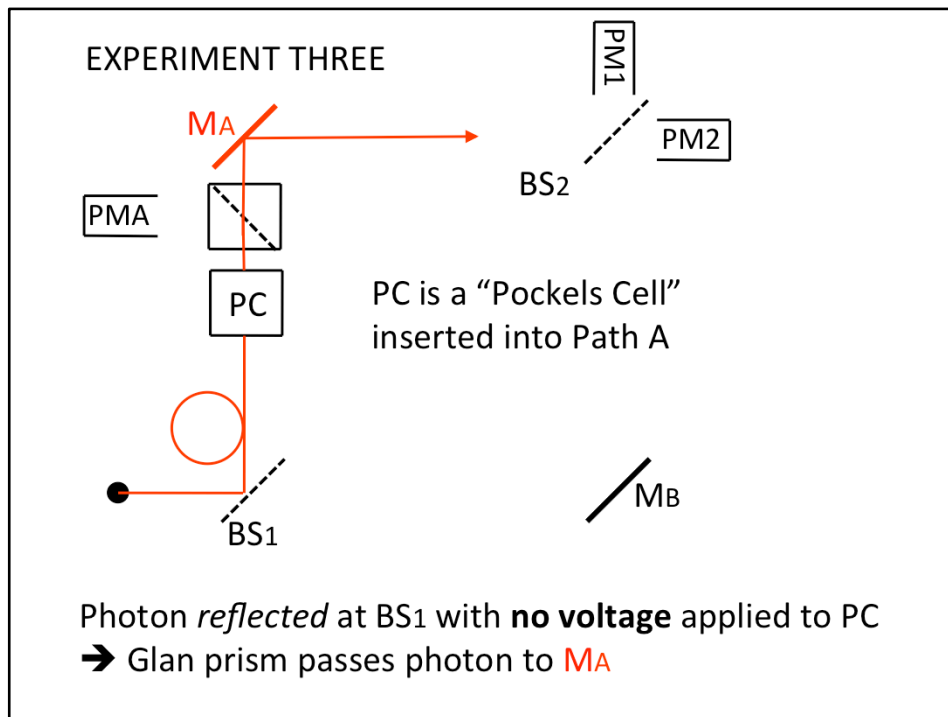 EXPERIMENT THREE
PM1
MA
PM2
BS2
PMA
PC
PC is a “Pockels Cell”
inserted into Path A
MB
BS1
Photon reflected at BS1 with no voltage applied to PC
➔ Glan prism passes photon to MA